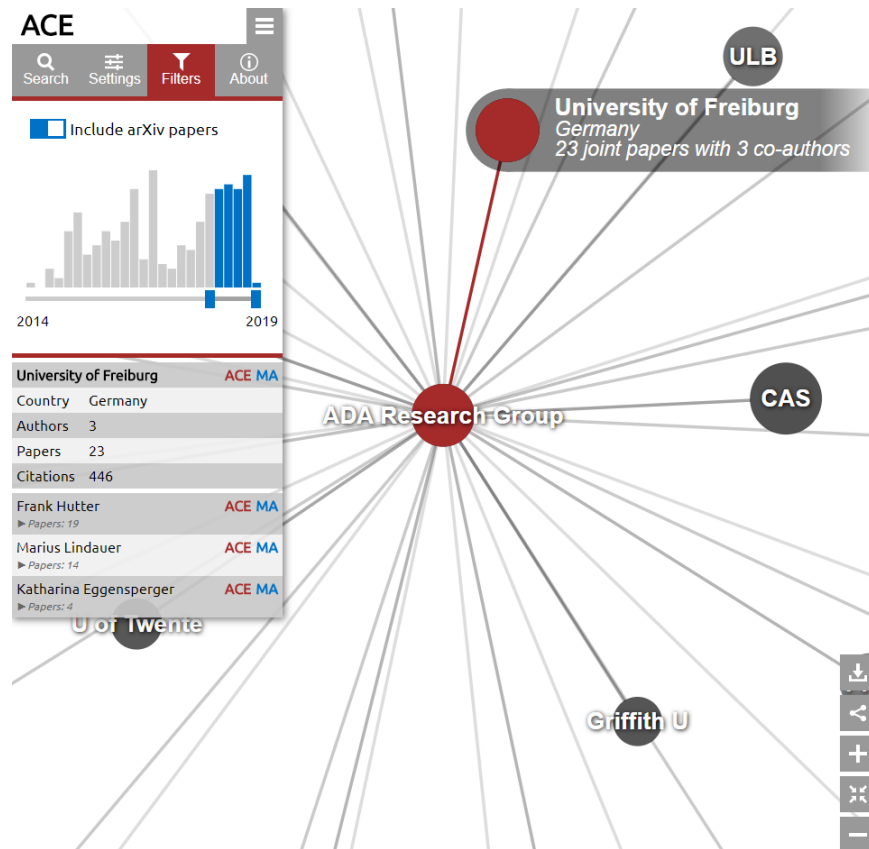 ACE
Search
Settings
Filters
About
Include arXiv papers
2014
2019
University of Freiburg ACE MA
Country Germany
Authors 3
Papers 23
Citations 446
Frank Hutter ACE MA
► Papers: 19
Marius Lindauer ACE MA
► Papers: 14
Katharina Eggensperger ACE MA
► Papers: 4
ULB
University of Freiburg
Germany
23 joint papers with 3 co-authors
ADA Research Group
CAS
U of Twente
Griffith U